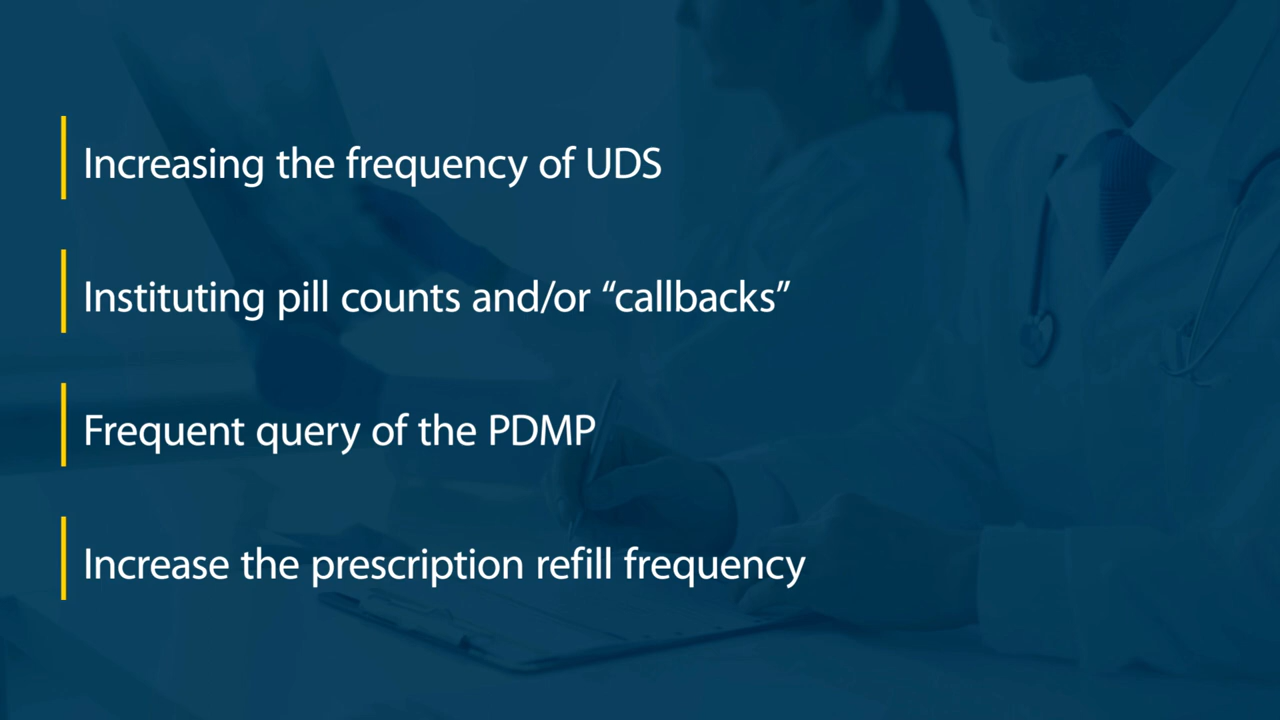 Increasing the frequency of UDS
Instituting pill counts and/or “callbacks”
Frequent query of the PDMP
Increase the prescription refill frequency